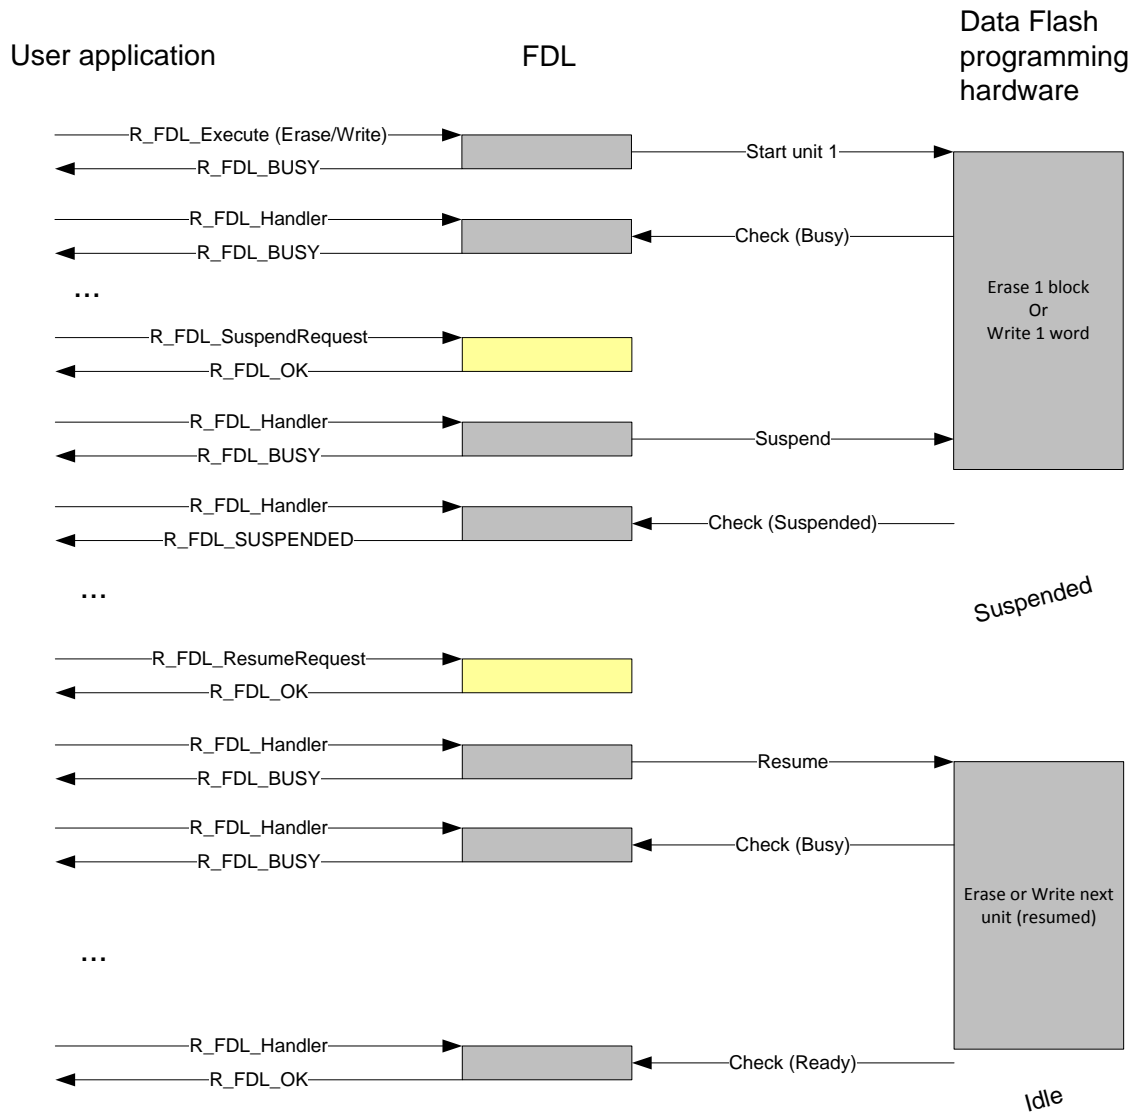 User application
FDL
Data Flash
programming
hardware
R_FDL_Execute (Erase/Write)
Start unit 1
R_FDL_BUSY
R_FDL_Handler
Check (Busy)
R_FDL_BUSY
...
Erase 1 block
Or
Write 1 word
R_FDL_SuspendRequest
R_FDL_OK
R_FDL_Handler
Suspend
R_FDL_BUSY
R_FDL_Handler
Check (Suspended)
R_FDL_SUSPENDED
...
Suspended
R_FDL_ResumeRequest
R_FDL_OK
R_FDL_Handler
Resume
R_FDL_BUSY
R_FDL_Handler
Check (Busy)
R_FDL_BUSY
Erase or Write next
unit (resumed)
...
R_FDL_Handler
Check (Ready)
R_FDL_OK
Idle